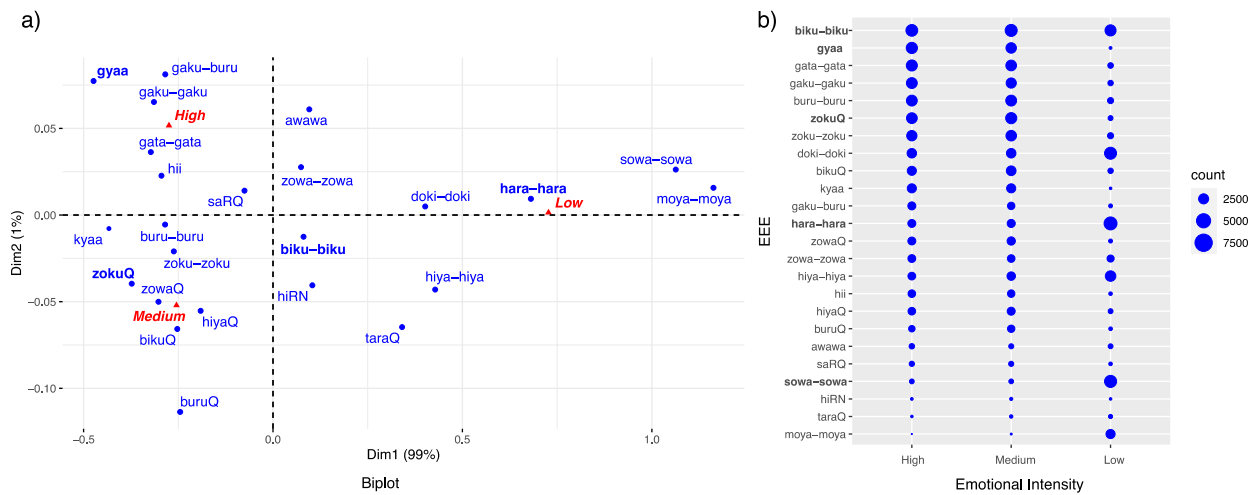 a)
0.05
0.00
−0.05
−0.10
Dim2 (1%)
gyaa
gaku−buru
gaku−gaku
High
awawa
gata−gata
hii
zowa−zowa
sowa−sowa
saRQ
doki−doki
hara−hara
Low
moya−moya
kyaa
buru−buru
biku−biku
zoku−zoku
zokuQ
zowaQ
hiRN
hiya−hiya
Medium
hiyaQ
bikuQ
taraQ
buruQ
−0.5
0.0
0.5
1.0
Dim1 (99%)
Biplot
b)
EEE
biku−biku
gyaa
gata−gata
gaku−gaku
buru−buru
zokuQ
zoku−zoku
doki−doki
bikuQ
kyaa
gaku−buru
hara−hara
zowaQ
zowa−zowa
hiya−hiya
hii
hiyaQ
buruQ
awawa
saRQ
sowa−sowa
hiRN
taraQ
moya−moya
High
Medium
Low
Emotional Intensity
count
2500
5000
7500